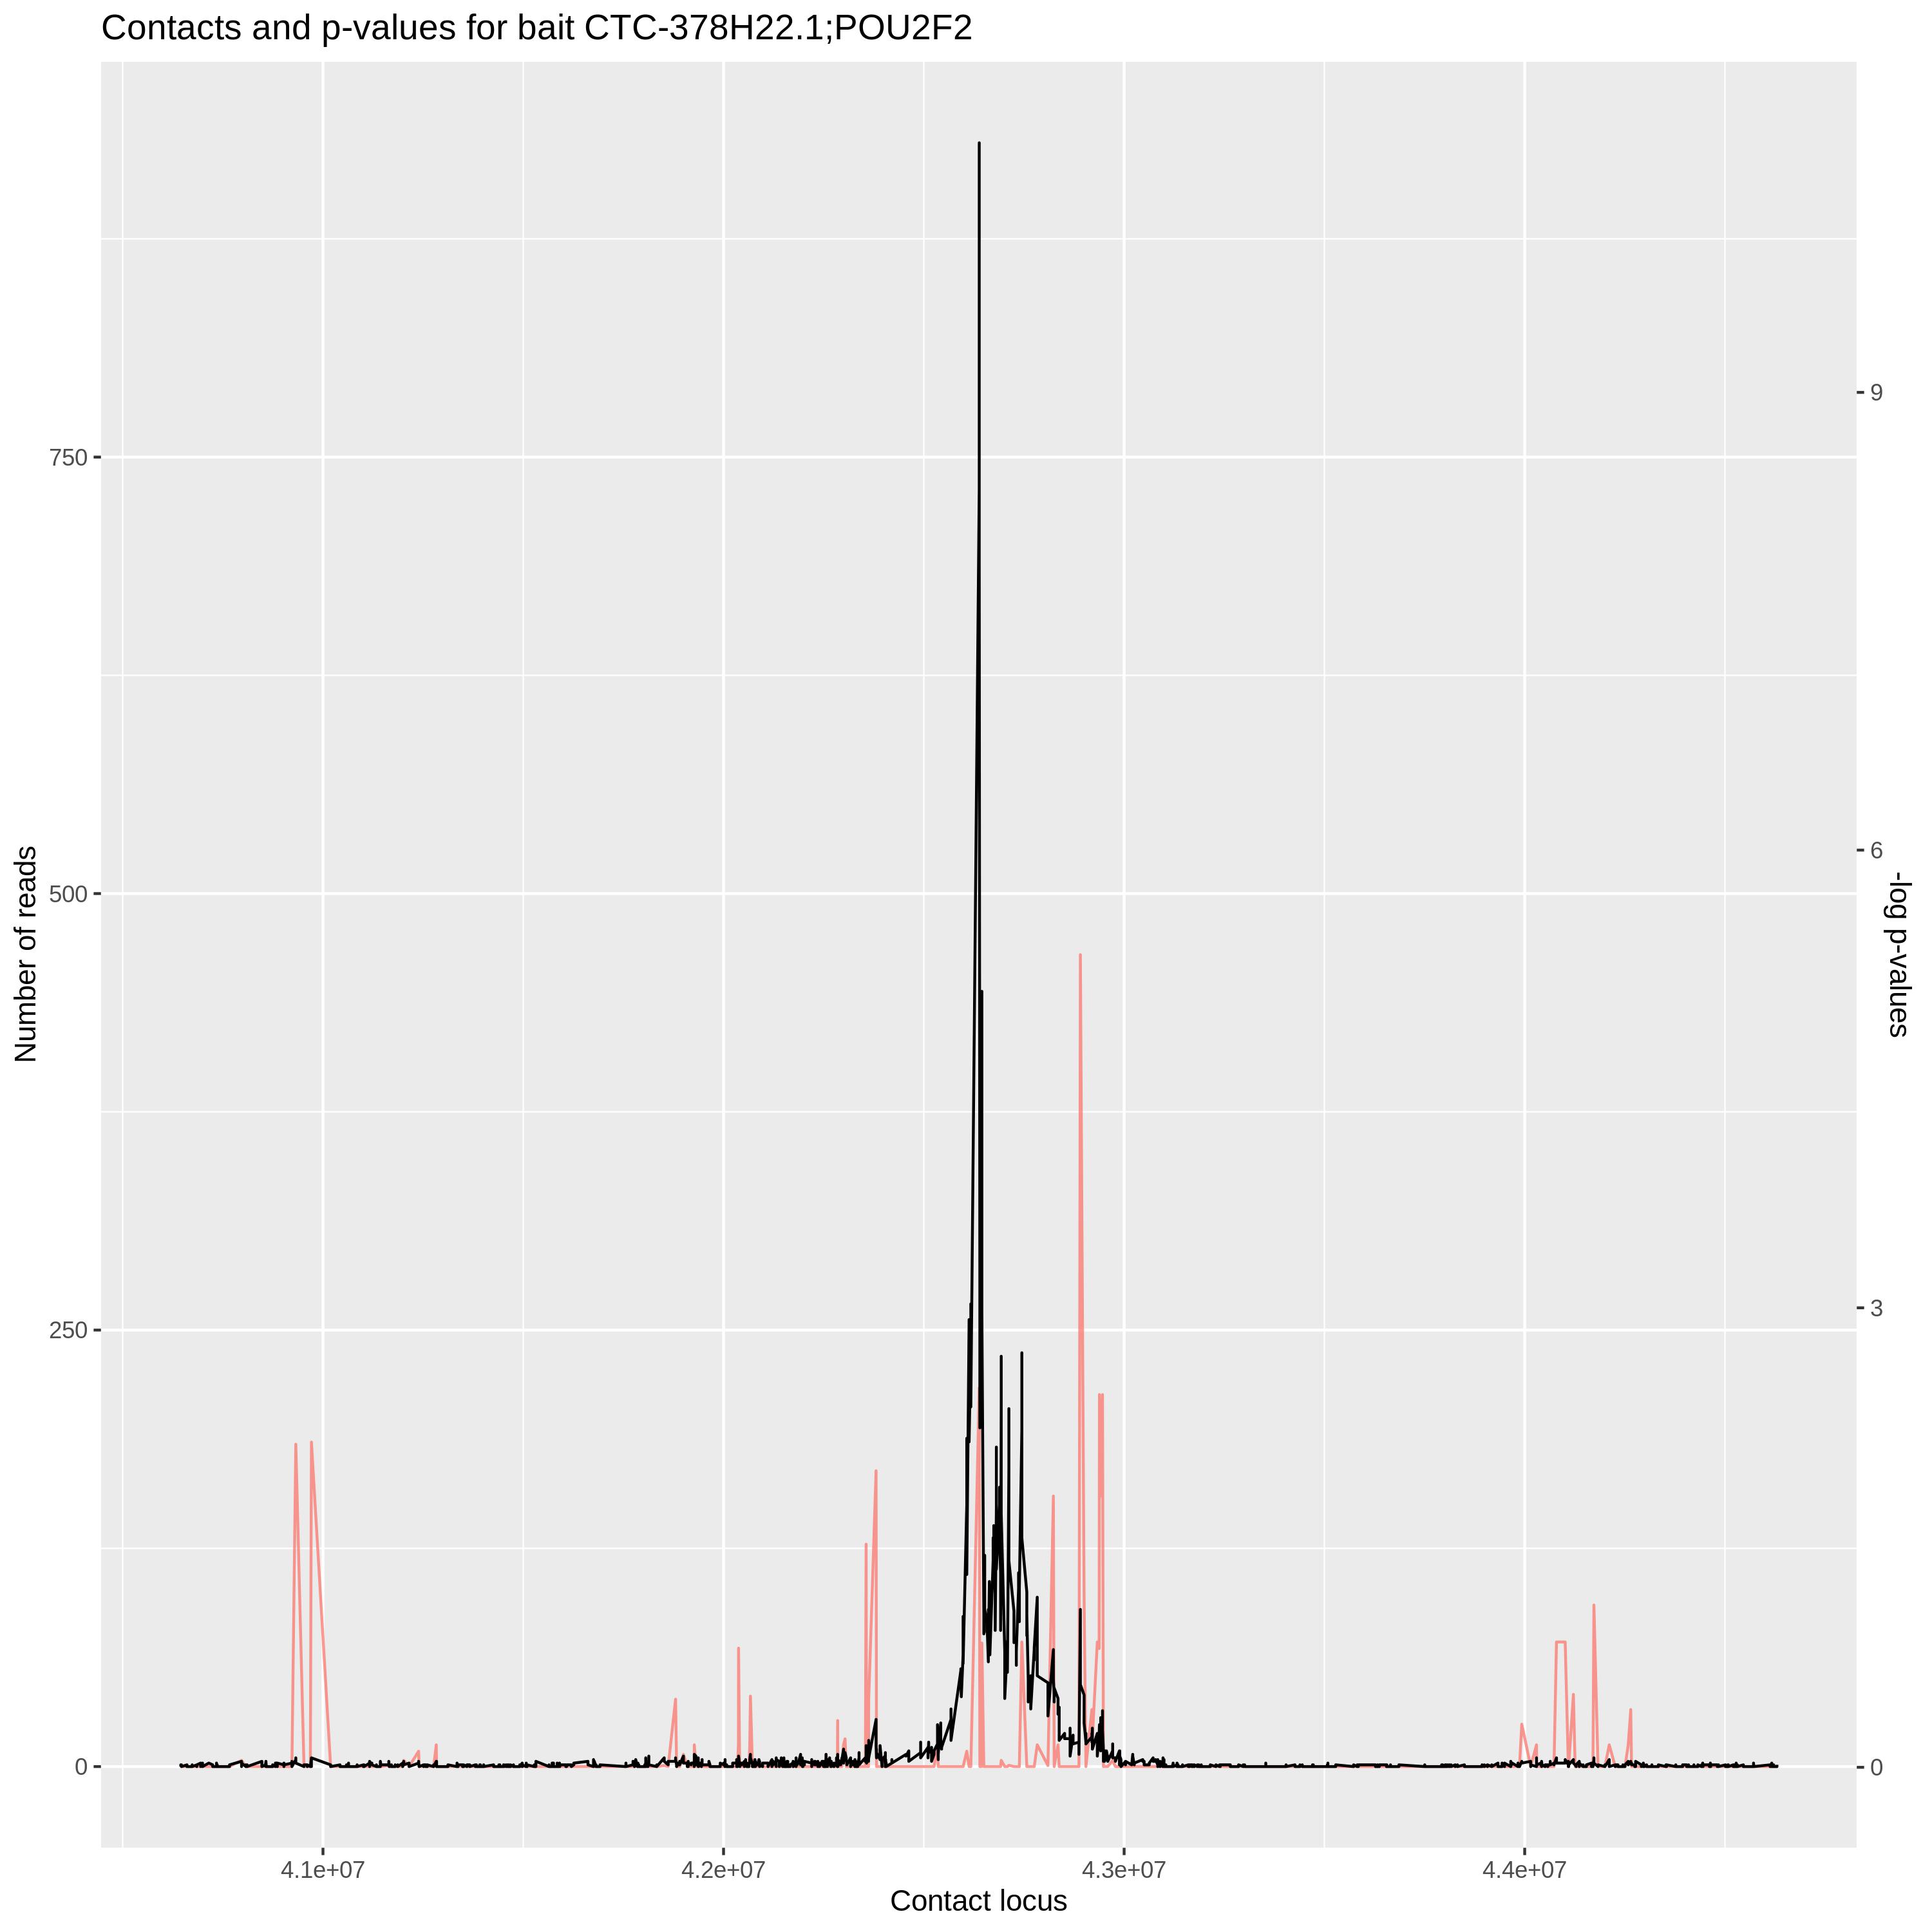 Contacts and p-values for bait CTC-378H22.1;POU2F2
Number of reads
750
500
250
0
9
6
3
0
-log p-values
4.1e+07
4.2e+07
4.3e+07
4.4e+07
Contact locus